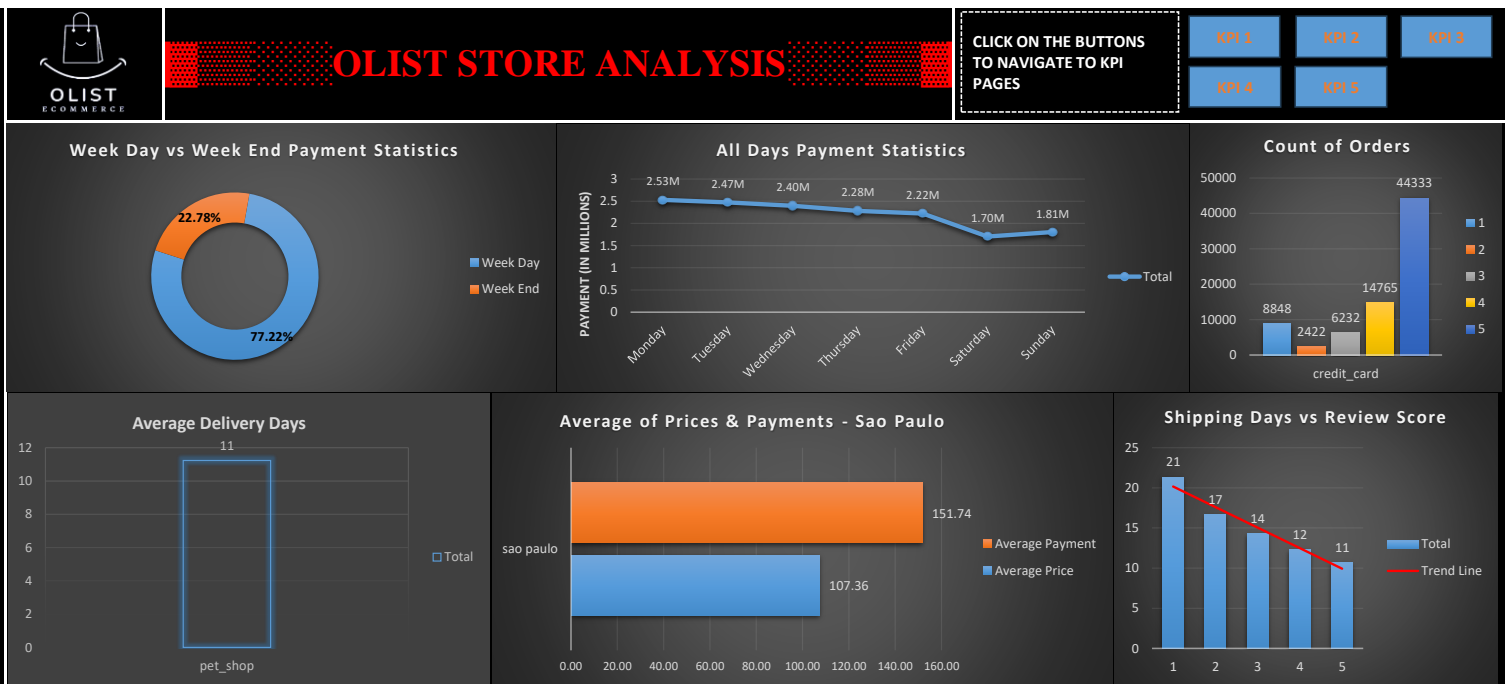 OLIST
ECOMMERCE
OLIST STORE ANALYSIS
CLICK ON THE BUTTONS
TO NAVIGATE TO KPI
PAGES
KPI 1
KPI 2
KPI 3
KPI 4
KPI 5
Week Day vs Week End Payment Statistics
22.78%
77.22%
Week Day
Week End
All Days Payment Statistics
PAYMENT (IN MILLIONS)
3
2.5
2
1.5
1
0.5
0
2.53M
2.47M
2.40M
2.28M
2.22M
1.70M
1.81M
Monday
Tuesday
Wednesday
Thursday
Friday
Saturday
Sunday
Total
Count of Orders
50000
40000
30000
20000
10000
0
8848
2422
6232
14765
44333
credit_card
1
2
3
4
5
Average Delivery Days
12
10
8
6
4
2
0
11
pet_shop
Total
Average of Prices & Payments - Sao Paulo
sao paulo
151.74
107.36
0.00
20.00
40.00
60.00
80.00
100.00
120.00
140.00
160.00
Average Payment
Average Price
Shipping Days vs Review Score
25
20
15
10
5
0
21
17
14
12
11
1
2
3
4
5
Total
Trend Line